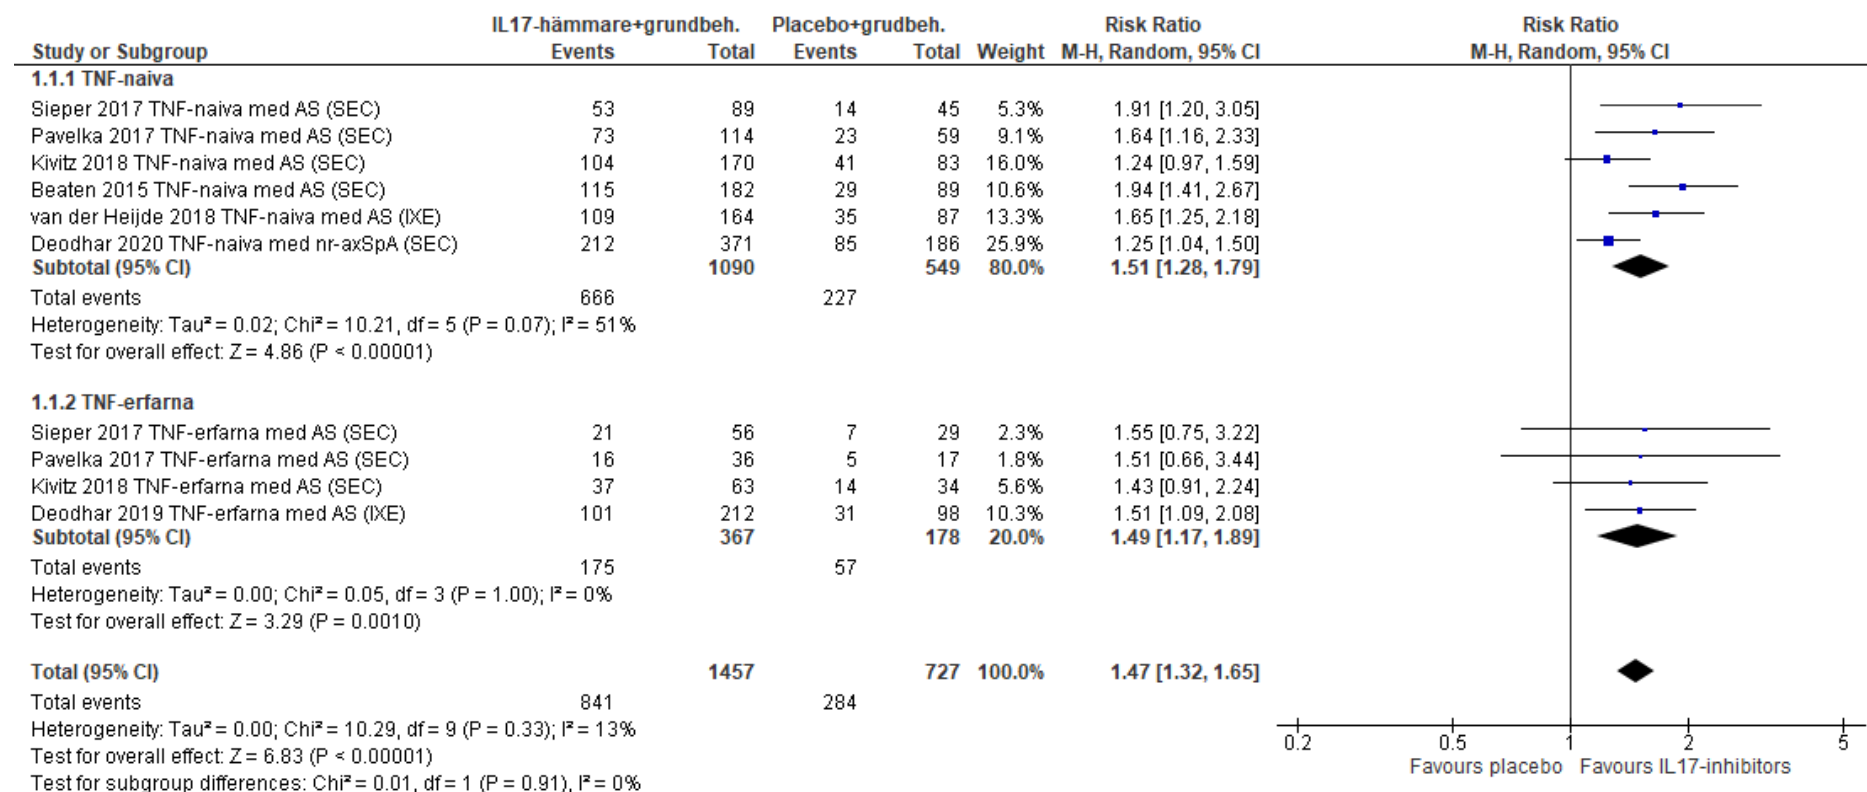 IL17-hämmare+grundbeh. Placebo+grudbeh. Risk Ratio Risk Ratio
Study or Subgroup Events Total Events Total Weight M-H, Random, 95% CI M-H, Random, 95% CI
1.1.1 TNF-naiva
Sieper 2017 TNF-naiva med AS (SEC) 53 89 14 45 5.3% 1.91 [1.20, 3.05]
Pavelka 2017 TNF-naiva med AS (SEC) 73 114 23 59 9.1% 1.64 [1.16, 2.33]
Kivitz 2018 TNF-naiva med AS (SEC) 104 170 41 83 16.0% 1.24 [0.97, 1.59]
Beaten 2015 TNF-naiva med AS (SEC) 115 182 29 89 10.6% 1.94 [1.41, 2.67]
van der Heijde 2018 TNF-naiva med AS (IXE) 109 164 35 87 13.3% 1.65 [1.25, 2.18]
Deodhar 2020 TNF-naiva med nr-axSpA (SEC) 212 371 85 186 25.9% 1.25 [1.04, 1.50]
Subtotal (95% CI) 1090 549 80.0% 1.51 [1.28, 1.79]
Total events 666 227
Heterogeneity: Tau² = 0.02; Chi² = 10.21, df = 5 (P = 0.07); I² = 51%
Test for overall effect: Z = 4.86 (P < 0.00001)
1.1.2 TNF-erfarna
Sieper 2017 TNF-erfarna med AS (SEC) 21 56 7 29 2.3% 1.55 [0.75, 3.22]
Pavelka 2017 TNF-erfarna med AS (SEC) 16 36 5 17 1.8% 1.51 [0.66, 3.44]
Kivitz 2018 TNF-erfarna med AS (SEC) 37 63 14 34 5.6% 1.43 [0.91, 2.24]
Deodhar 2019 TNF-erfarna med AS (IXE) 101 212 31 98 10.3% 1.51 [1.09, 2.08]
Subtotal (95% CI) 367 178 20.0% 1.49 [1.17, 1.89]
Total events 175 57
Heterogeneity: Tau² = 0.00; Chi² = 0.05, df = 3 (P = 1.00); I² = 0%
Test for overall effect: Z = 3.29 (P = 0.0010)
Total (95% CI) 1457 727 100.0% 1.47 [1.32, 1.65]
Total events 841 284
Heterogeneity: Tau² = 0.00; Chi² = 10.29, df = 9 (P = 0.33); I² = 13%
Test for overall effect: Z = 6.83 (P < 0.00001)
Test for subgroup differences: Chi² = 0.01, df = 1 (P = 0.91), I² = 0%
0.2 0.5 1 2 5
Favours placebo Favours IL17-inhibitors